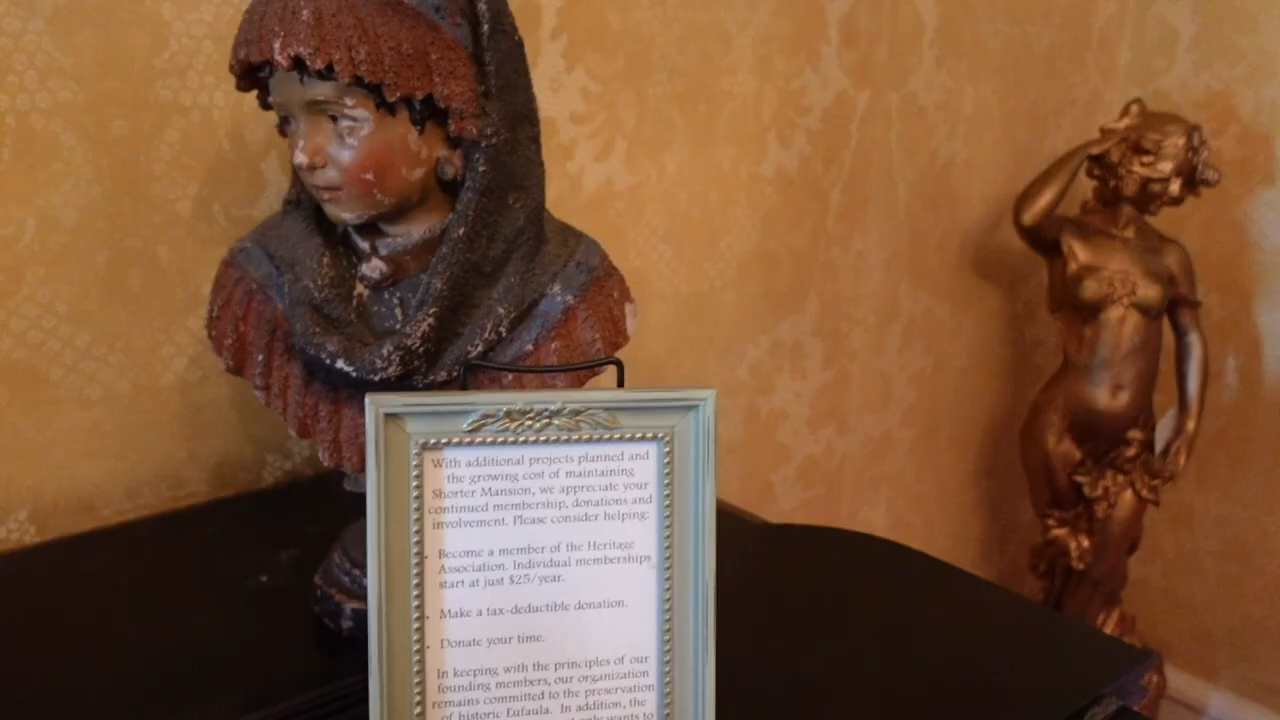 With additional projects planned and
the growing cost of maintaining
Shorter Mansion, we appreciate your
continued membership, donations and
involvement. Please consider helping:
• Become a member of the Heritage
Association. Individual memberships
start at just $25/year.
• Make a tax-deductible donation.
• Donate your time.
In keeping with the principles of our
founding members, our organization
remains committed to the preservation
of historic Eufaula. In addition, the
only wants to